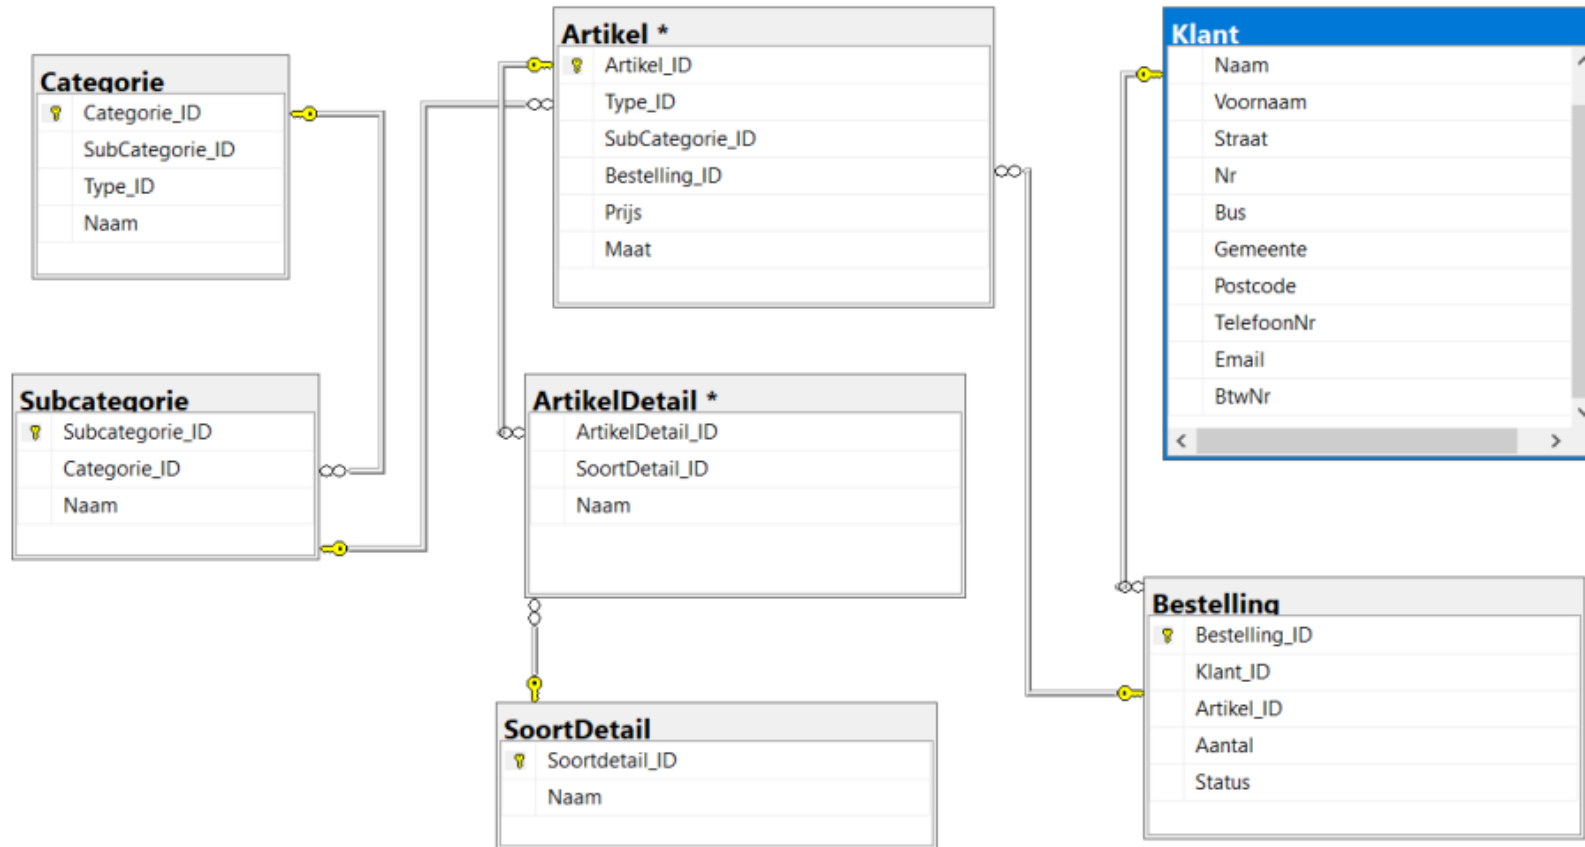 Categorie
Categorie_ID
SubCategorie_ID
Type_ID
Naam
Artikel *
Artikel_ID
Type_ID
SubCategorie_ID
Bestelling_ID
Prijs
Maat
Klant
Naam
Voornaam
Straat
Nr
Bus
Gemeente
Postcode
TelefoonNr
Email
BtwNr
Subcategorie
Subcategorie_ID
Categorie_ID
Naam
ArtikelDetail *
ArtikelDetail_ID
SoortDetail_ID
Naam
SoortDetail
Soortdetail_ID
Naam
Bestelling
Bestelling_ID
Klant_ID
Artikel_ID
Aantal
Status